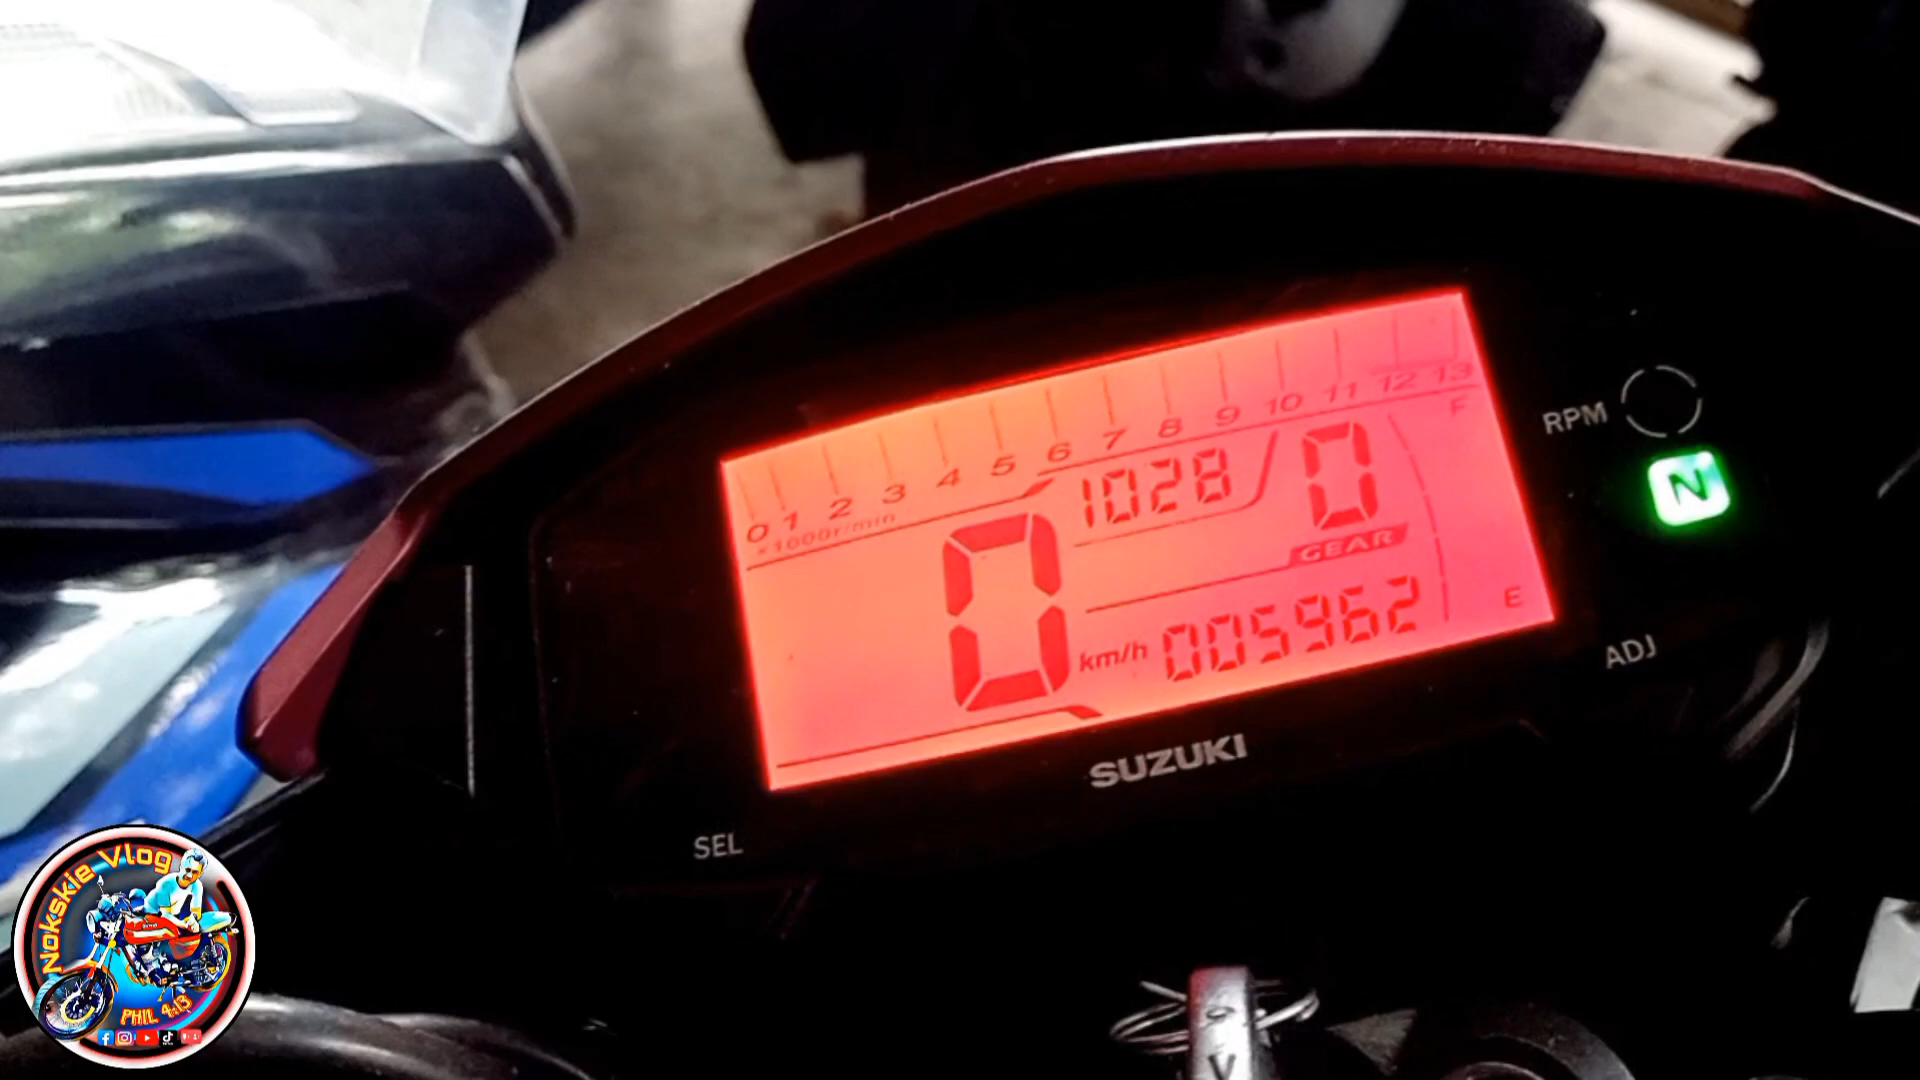 0 1 2 3 4 5 6 7 8 9 10 11 12 13
×1000r/min
1028
0
F
GEAR
0
km/h
005962
E
RPM
N
ADJ
SUZUKI
SEL
Nokskie Vlog
PHIL 4:13